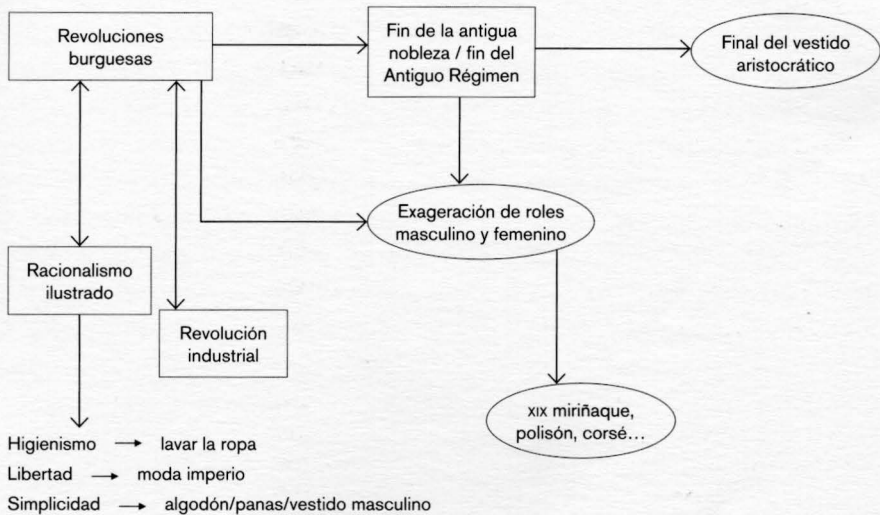 Revoluciones
burguesas
Fin de la antigua
nobleza / fin del
Antiguo Régimen
Final del vestido
aristocrático
Exageración de roles
masculino y femenino
Racionalismo
ilustrado
Revolución
industrial
XIX miriñaque,
polisón, corsé...
Higienismo → lavar la ropa
Libertad → moda imperio
Simplicidad → algodón/panas/vestido masculino